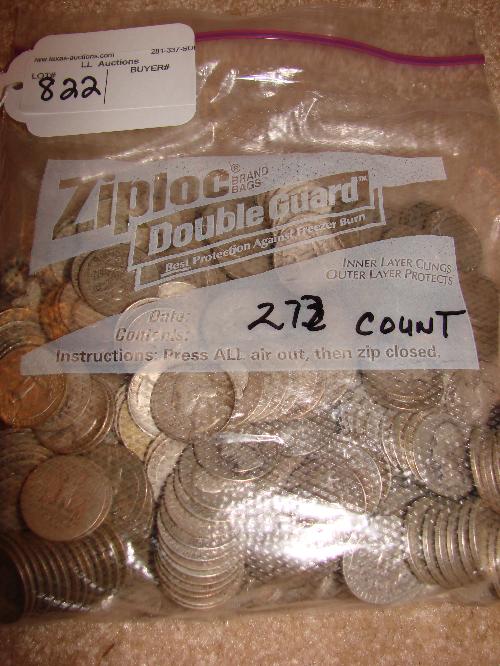 www.texas-auctions.com 281-337-
LL Auctions
LOT# BUYER#
822
Ziploc® BRAND BAGS
Double Guard™
Best Protection Against Freezer Burn
INNER LAYER CLINGS
OUTER LAYER PROTECTS
Date:
Contents:
COUNT
Instructions: Press ALL air out, then zip closed.